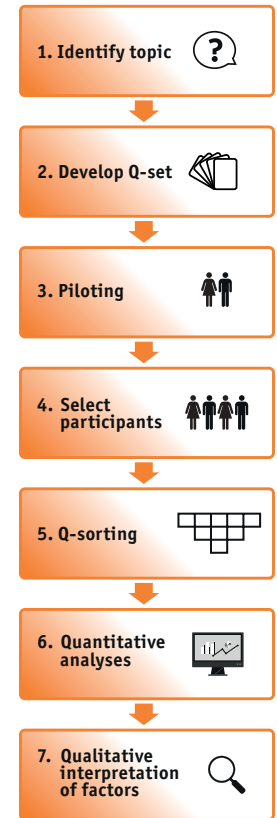 1. Identify topic
?
2. Develop Q-set
3. Piloting
4. Select
participants
5. Q-sorting
6. Quantitative
analyses
7. Qualitative
interpretation
of factors